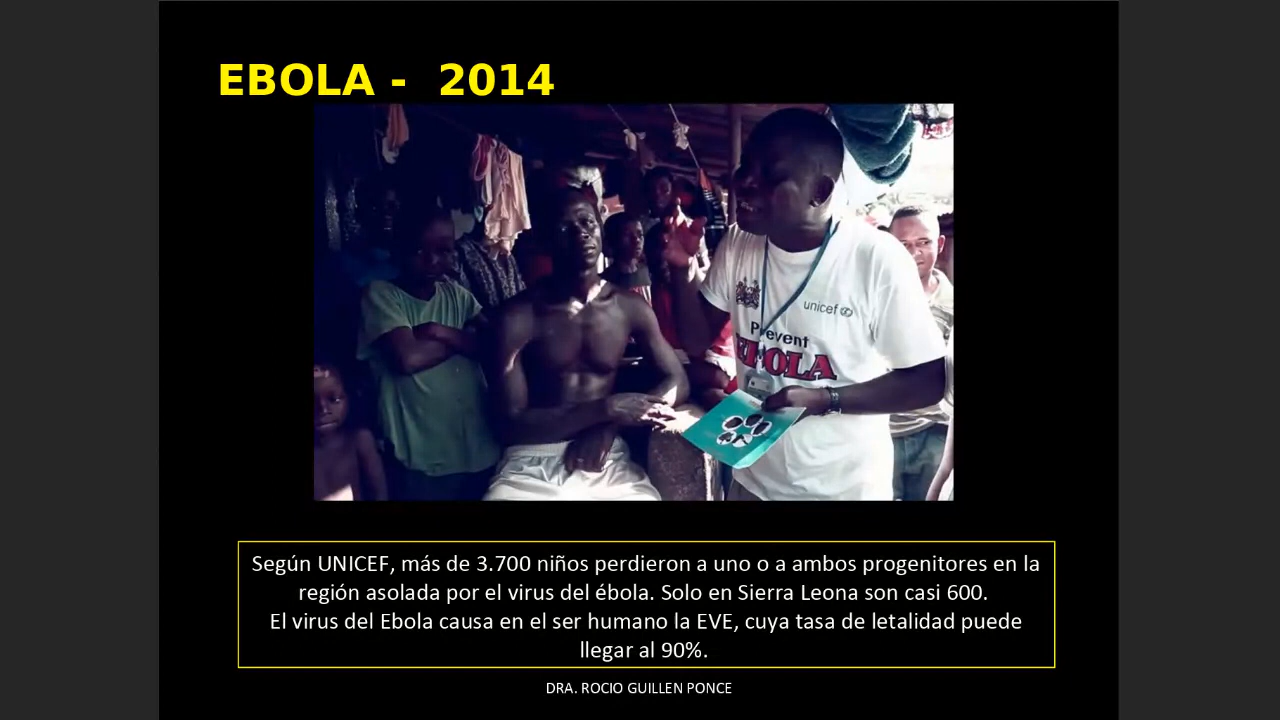 EBOLA - 2014
unicef
Prevent
EBOLA
Según UNICEF, más de 3.700 niños perdieron a uno o a ambos progenitores en la
región asolada por el virus del ébola. Solo en Sierra Leona son casi 600.
El virus del Ebola causa en el ser humano la EVE, cuya tasa de letalidad puede
llegar al 90%.
DRA. ROCIO GUILLEN PONCE